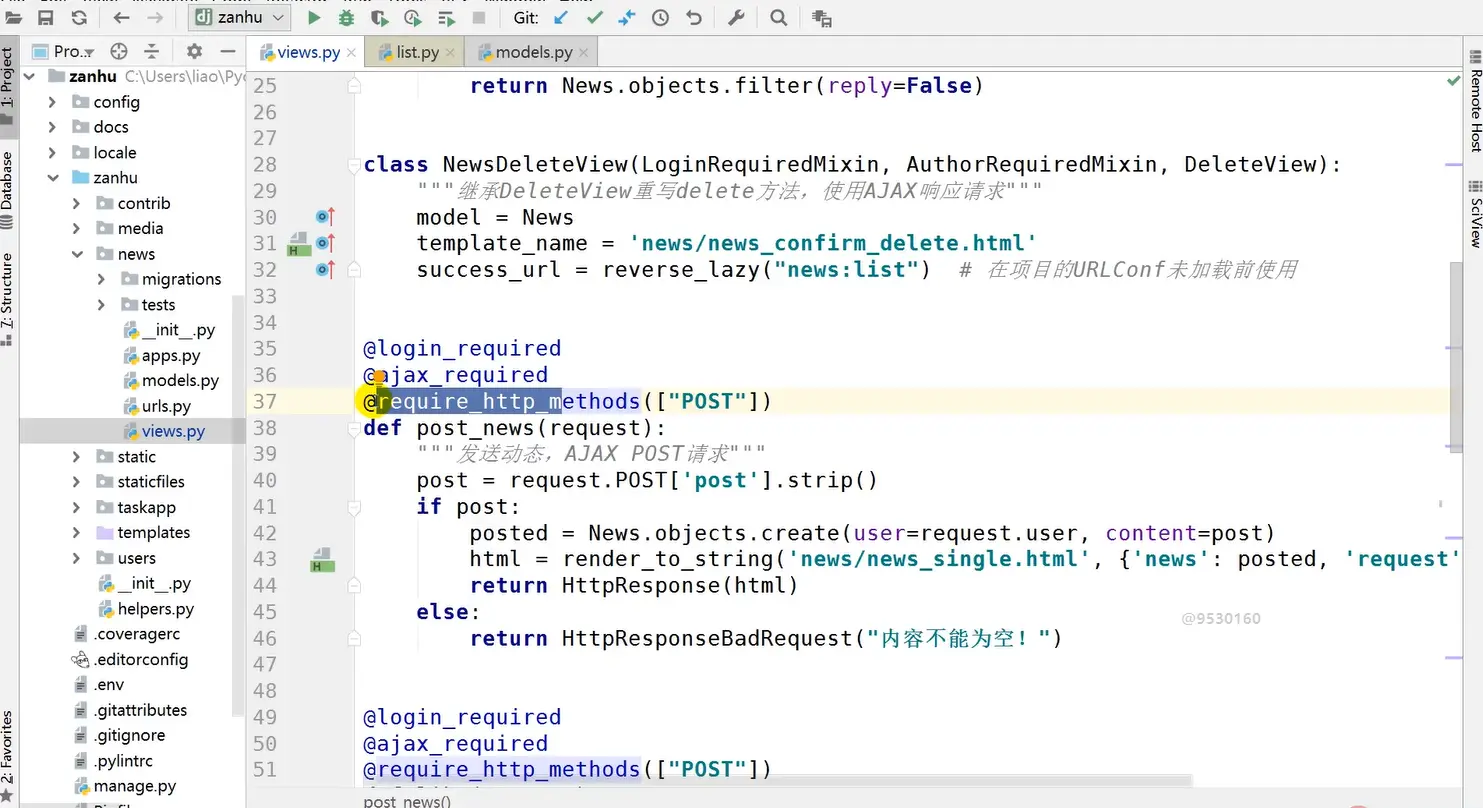 zanhu
Git:
1: Project
Pro...
views.py
list.py
models.py
zanhu C:\Users\liao\Pyc
config
docs
locale
zanhu
contrib
media
news
migrations
tests
__init__.py
apps.py
models.py
urls.py
views.py
static
staticfiles
taskapp
templates
users
__init__.py
helpers.py
.coveragerc
.editorconfig
.env
.gitattributes
.gitignore
.pylintrc
manage.py
Database
7: Structure
2: Favorites
25 return News.objects.filter(reply=False)
26
27
28 class NewsDeleteView(LoginRequiredMixin, AuthorRequiredMixin, DeleteView):
29 """继承DeleteView重写delete方法，使用AJAX响应请求"""
30 model = News
31 template_name = 'news/news_confirm_delete.html'
32 success_url = reverse_lazy("news:list") # 在项目的URLConf未加载前使用
33
34
35 @login_required
36 @ajax_required
37 @require_http_methods(["POST"])
38 def post_news(request):
39 """发送动态，AJAX POST请求"""
40 post = request.POST['post'].strip()
41 if post:
42 posted = News.objects.create(user=request.user, content=post)
43 html = render_to_string('news/news_single.html', {'news': posted, 'request'
44 return HttpResponse(html)
45 else:
46 return HttpResponseBadRequest("内容不能为空！")
47
48
49 @login_required
50 @ajax_required
51 @require_http_methods(["POST"])
post_news()
@9530160
Remote Host
SciView